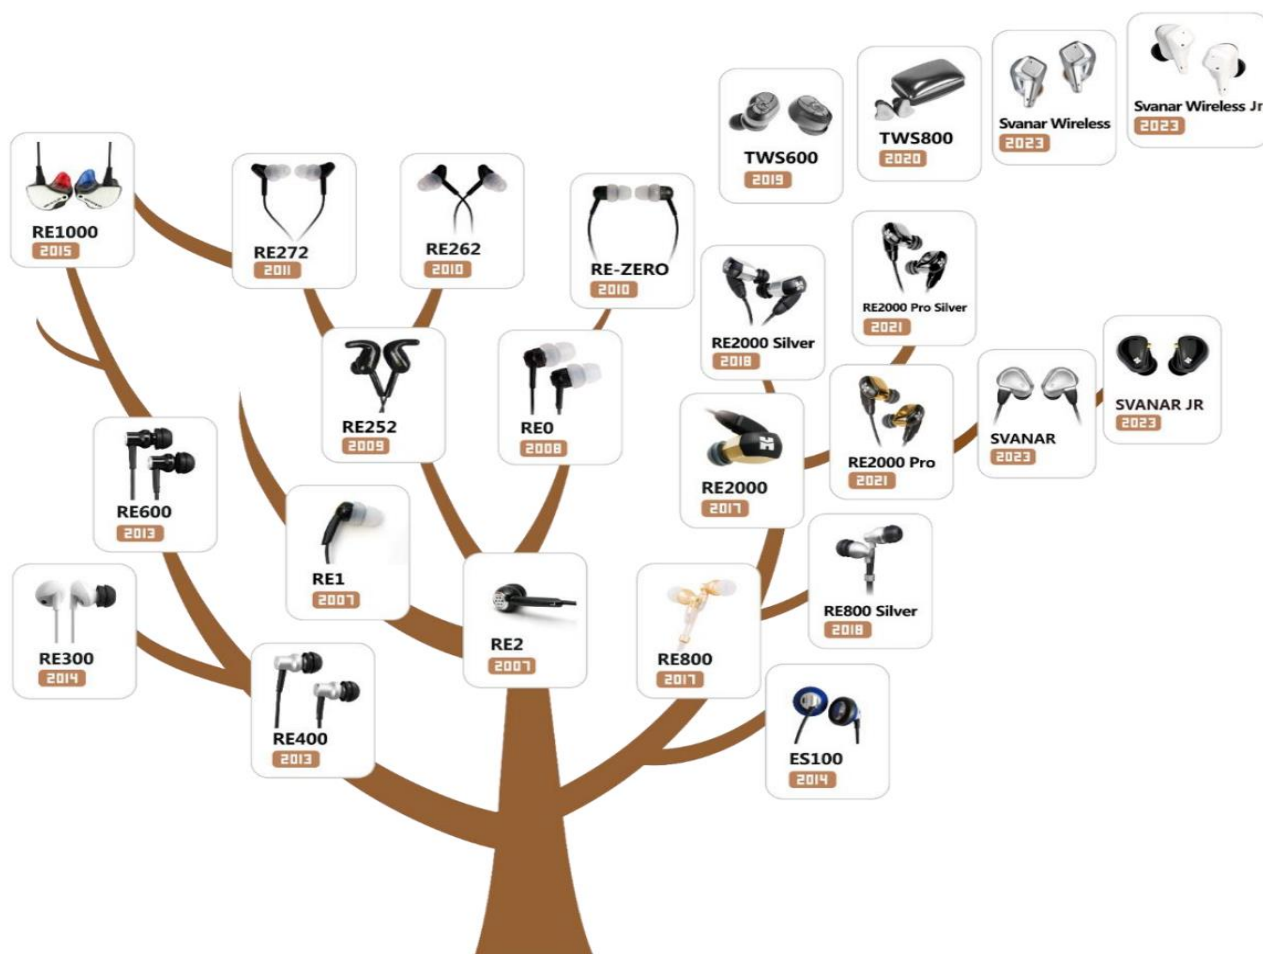 Svanar Wireless Jr
2023
Svanar Wireless
2023
TWS800
2020
TWS600
2019
RE1000
2015
RE272
2011
RE262
2010
RE-ZERO
2010
RE2000 Silver
2018
RE2000 Pro Silver
2021
SVANAR JR
2023
RE252
2009
RE0
2008
SVANAR
2023
RE2000 Pro
2021
RE2000
2017
RE600
2013
RE1
2007
RE2
2007
RE800 Silver
2018
RE300
2014
RE800
2017
RE400
2013
ES100
2014